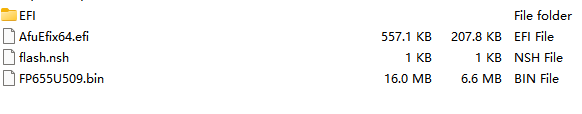 EFI File folder
AfuEfix64.efi 557.1 KB 207.8 KB EFI File
flash.nsh 1 KB 1 KB NSH File
FP655U509.bin 16.0 MB 6.6 MB BIN File